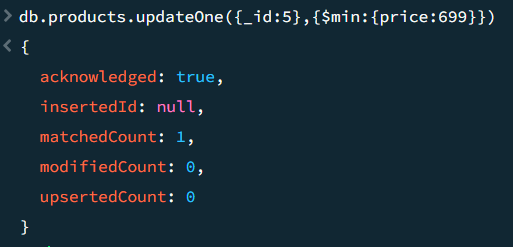 > db.products.updateOne({_id:5},{$min:{price:699}})
< {
acknowledged: true,
insertedId: null,
matchedCount: 1,
modifiedCount: 0,
upsertedCount: 0
}